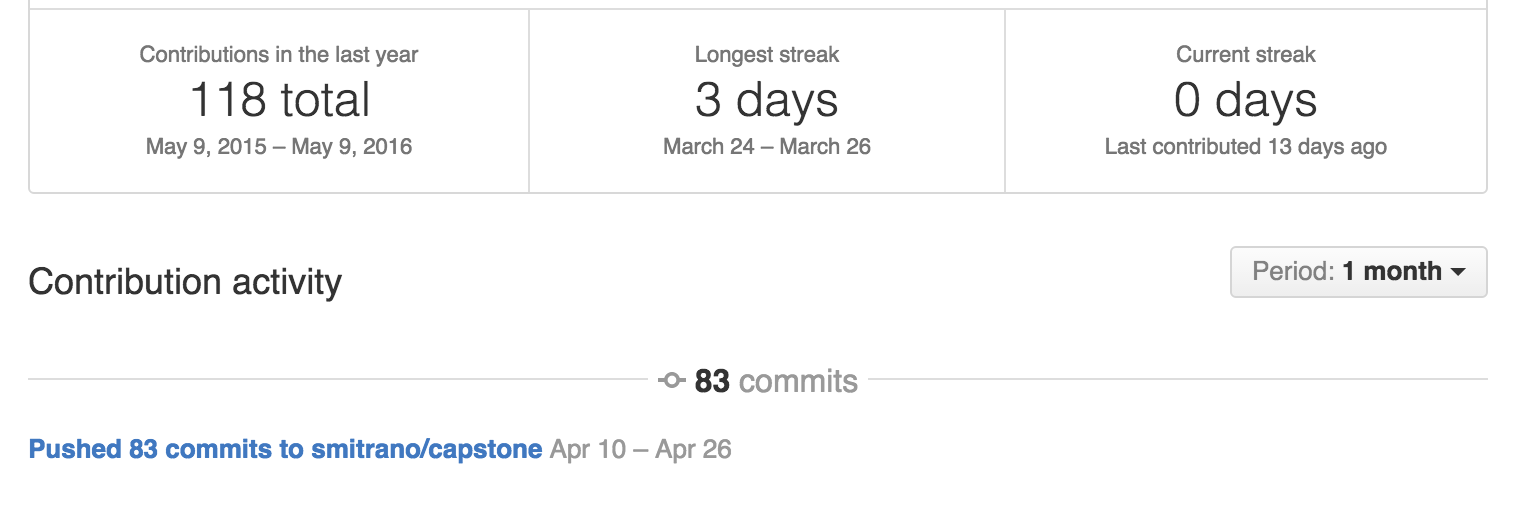 Contributions in the last year
118 total
May 9, 2015 – May 9, 2016
Longest streak
3 days
March 24 – March 26
Current streak
0 days
Last contributed 13 days ago
Contribution activity
Period: 1 month
83 commits
Pushed 83 commits to smitrano/capstone Apr 10 – Apr 26